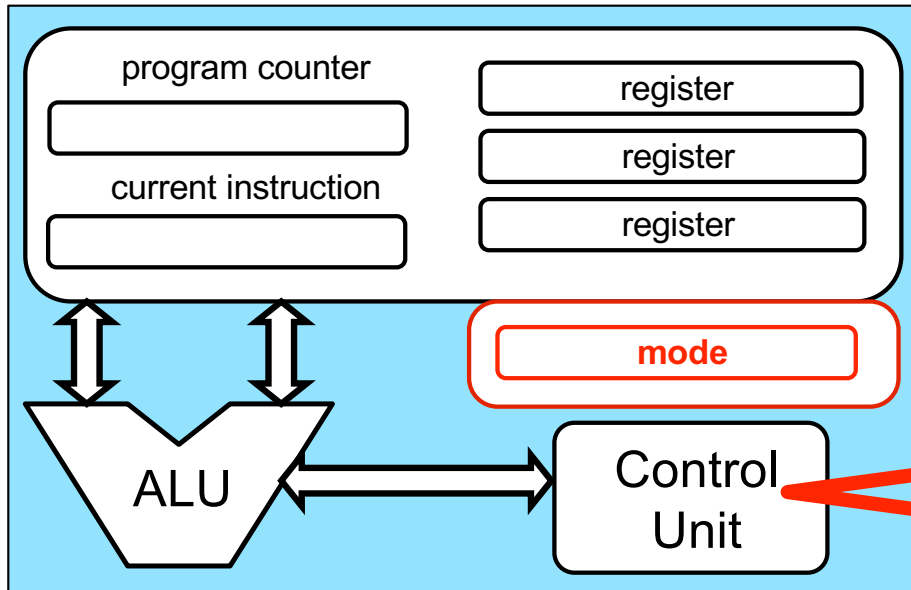 program counter
current instruction
register
register
register
mode
ALU
Control
Unit